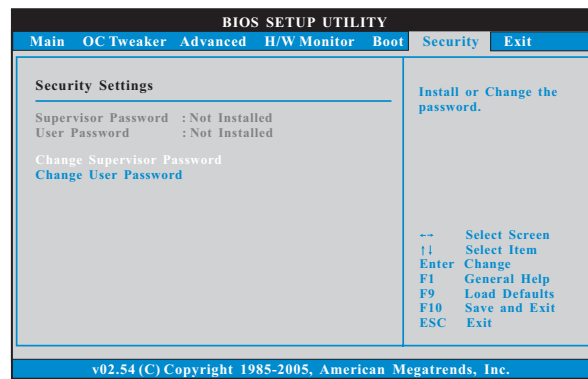 BIOS SETUP UTILITY
Main OC Tweaker Advanced H/W Monitor Boot Security Exit
Security Settings
Supervisor Password : Not Installed
User Password : Not Installed
Change Supervisor Password
Change User Password
Install or Change the
password.
←→ Select Screen
↑↓ Select Item
Enter Change
F1 General Help
F9 Load Defaults
F10 Save and Exit
ESC Exit
v02.54 (C) Copyright 1985-2005, American Megatrends, Inc.